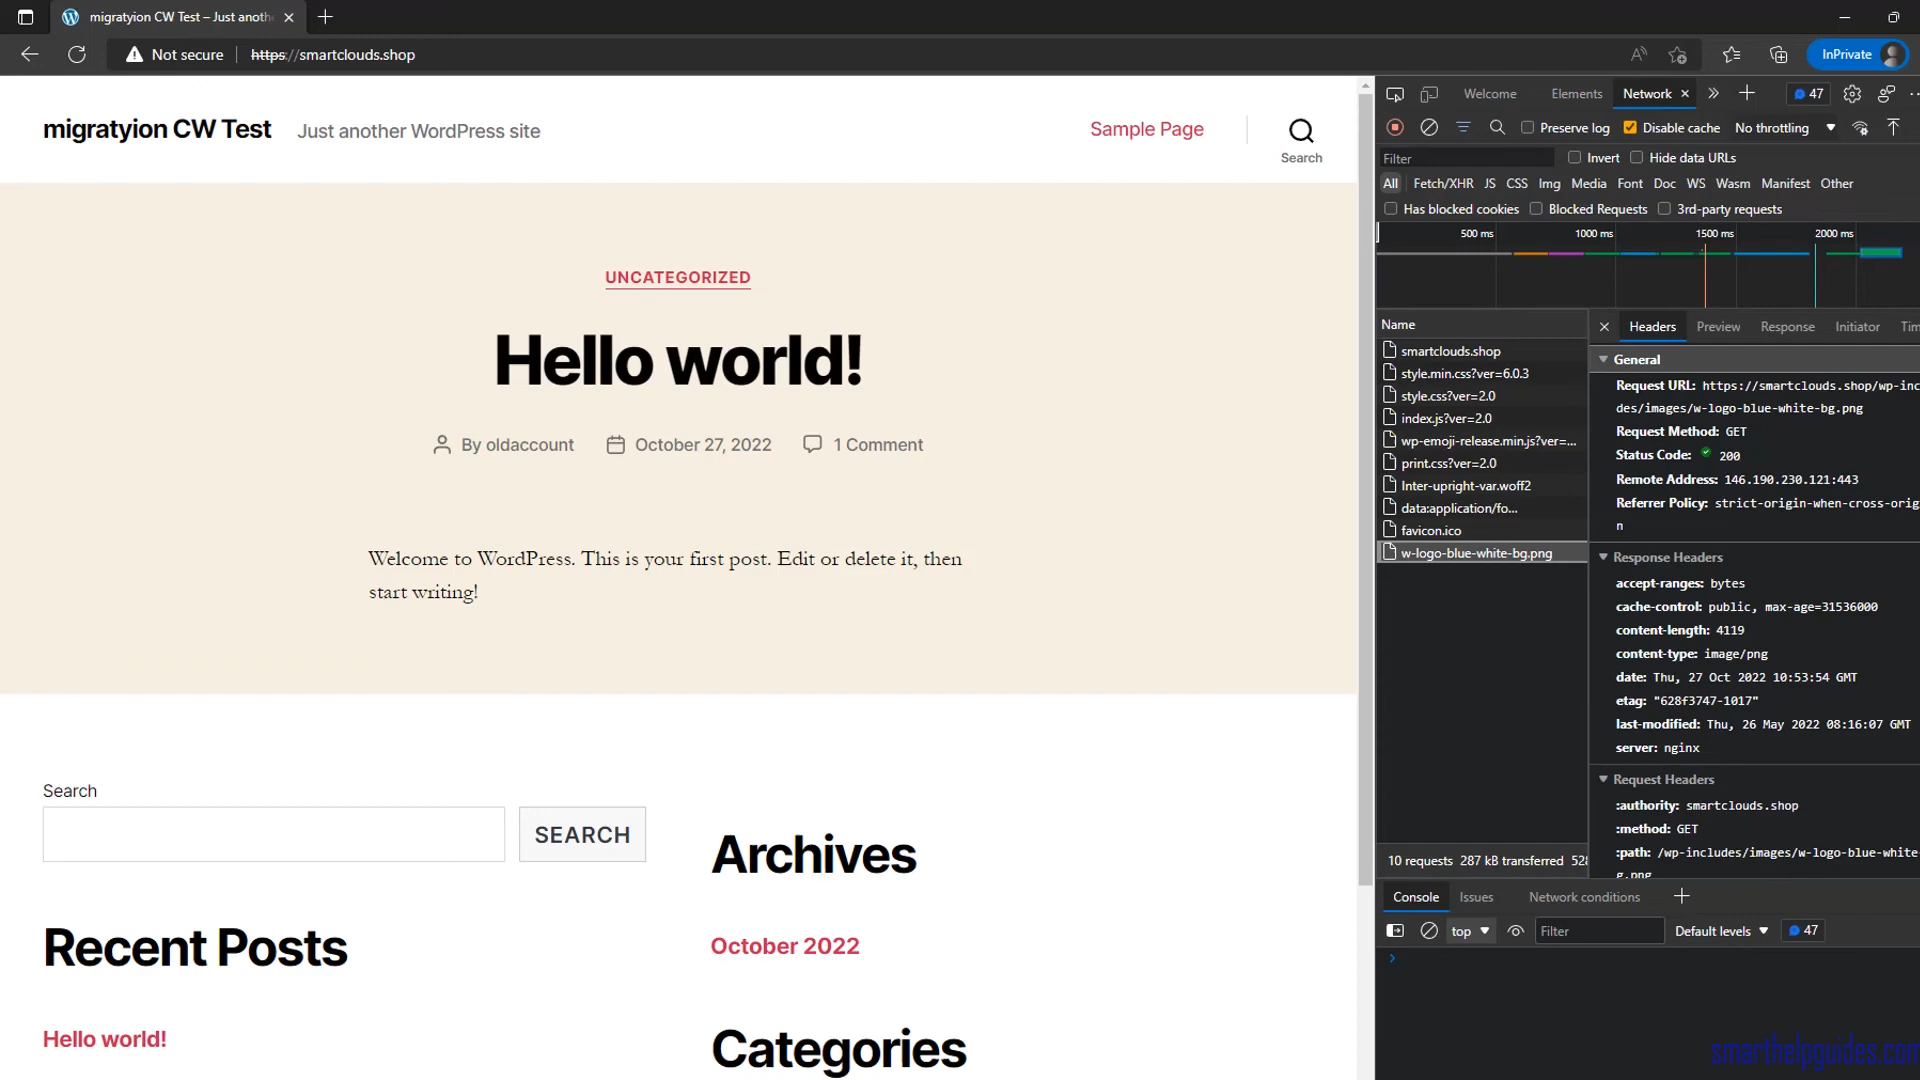 migratyion CW Test – Just anoth
Not secure
https://smartclouds.shop
InPrivate
migratyion CW Test
Just another WordPress site
Sample Page
Search
UNCATEGORIZED
Hello world!
By oldaccount
October 27, 2022
1 Comment
Welcome to WordPress. This is your first post. Edit or delete it, then
start writing!
Search
SEARCH
Recent Posts
Hello world!
Archives
October 2022
Categories
Welcome Elements Network 47
Preserve log Disable cache No throttling
Filter Invert Hide data URLs
All Fetch/XHR JS CSS Img Media Font Doc WS Wasm Manifest Other
Has blocked cookies Blocked Requests 3rd-party requests
500 ms 1000 ms 1500 ms 2000 ms
Name
smartclouds.shop
style.min.css?ver=6.0.3
style.css?ver=2.0
index.js?ver=2.0
wp-emoji-release.min.js?ver=...
print.css?ver=2.0
Inter-upright-var.woff2
data:application/fo...
favicon.ico
w-logo-blue-white-bg.png
10 requests 287 kB transferred 528
Headers Preview Response Initiator Tim
General
Request URL: https://smartclouds.shop/wp-inc
des/images/w-logo-blue-white-bg.png
Request Method: GET
Status Code: 200
Remote Address: 146.190.230.121:443
Referrer Policy: strict-origin-when-cross-orig
n
Response Headers
accept-ranges: bytes
cache-control: public, max-age=31536000
content-length: 4119
content-type: image/png
date: Thu, 27 Oct 2022 10:53:54 GMT
etag: "628f3747-1017"
last-modified: Thu, 26 May 2022 08:16:07 GMT
server: nginx
Request Headers
:authority: smartclouds.shop
:method: GET
:path: /wp-includes/images/w-logo-blue-white-
g.png
Console Issues Network conditions
top Filter Default levels 47
smarthelpguides.com